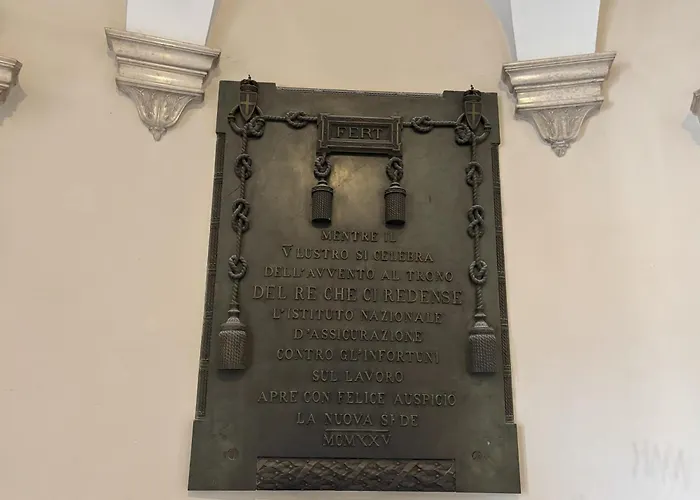 FERT
MENTRE IL
V LUSTRO SI CELEBRA
DELL'AVVENTO AL TRONO
DEL RE CHE CI REDENSE
L'ISTITUTO NAZIONALE
D'ASSICURAZIONE
CONTRO GL'INFORTUNI
SUL LAVORO
APRE CON FELICE AUSPICIO
LA NUOVA SEDE
MCMXXV